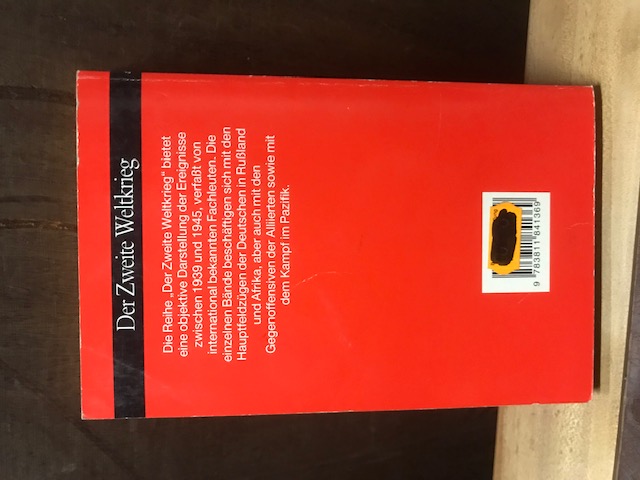 Der Zweite Weltkrieg
Die Reihe „Der Zweite Weltkrieg“ bietet
eine objektive Darstellung der Ereignisse
zwischen 1939 und 1945, verfaßt von
international bekannten Fachleuten. Die
einzelnen Bände beschäftigen sich mit den
Hauptfeldzügen der Deutschen in Rußland
und Afrika, aber auch mit den
Gegenoffensiven der Alliierten sowie mit
dem Kampf im Pazifik.
9 783811 841369